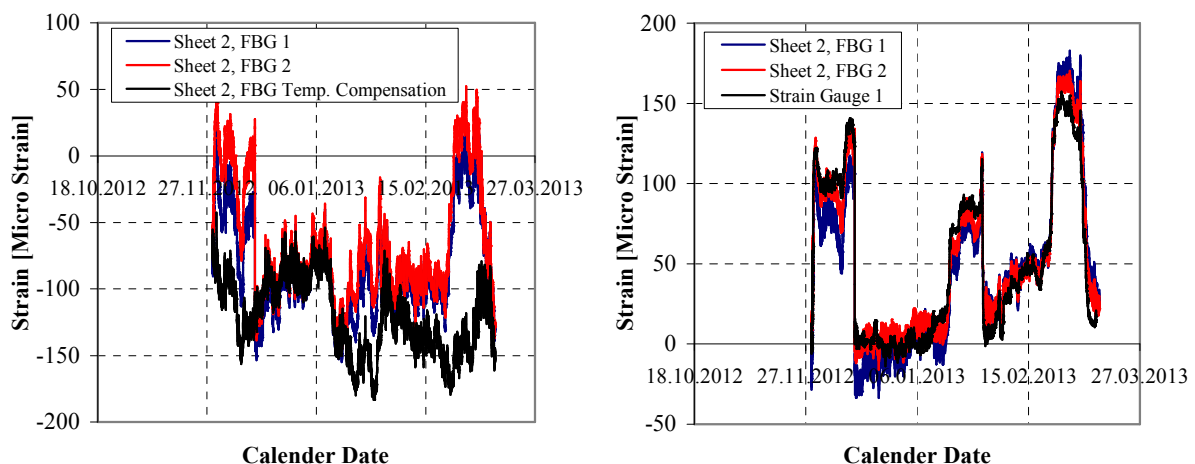 100
50
0
-50
-100
-150
-200
Strain [Micro Strain]
Sheet 2, FBG 1
Sheet 2, FBG 2
Sheet 2, FBG Temp. Compensation
18.10.2012 27.11.2012 06.01.2013 15.02.2013 27.03.2013
Calender Date
200
150
100
50
0
-50
Strain [Micro Strain]
Sheet 2, FBG 1
Sheet 2, FBG 2
Strain Gauge 1
18.10.2012 27.11.2012 06.01.2013 15.02.2013 27.03.2013
Calender Date